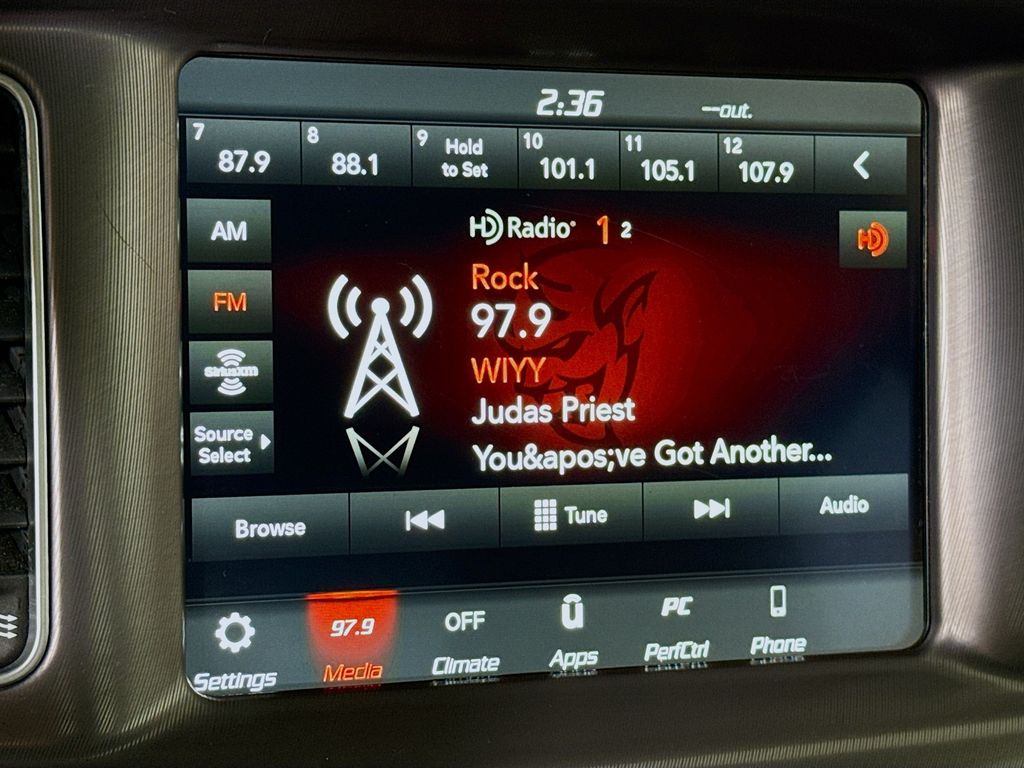 2:36 --out.
7 87.9 8 88.1 9 Hold to Set 10 101.1 11 105.1 12 107.9
AM
HD Radio 1 2
HD
Rock
FM
97.9
SiriusXM
WIYY
Judas Priest
Source Select
You&apos;ve Got Another...
Browse Tune Audio
97.9 OFF PC
Settings Media Climate Apps PerfCtrl Phone